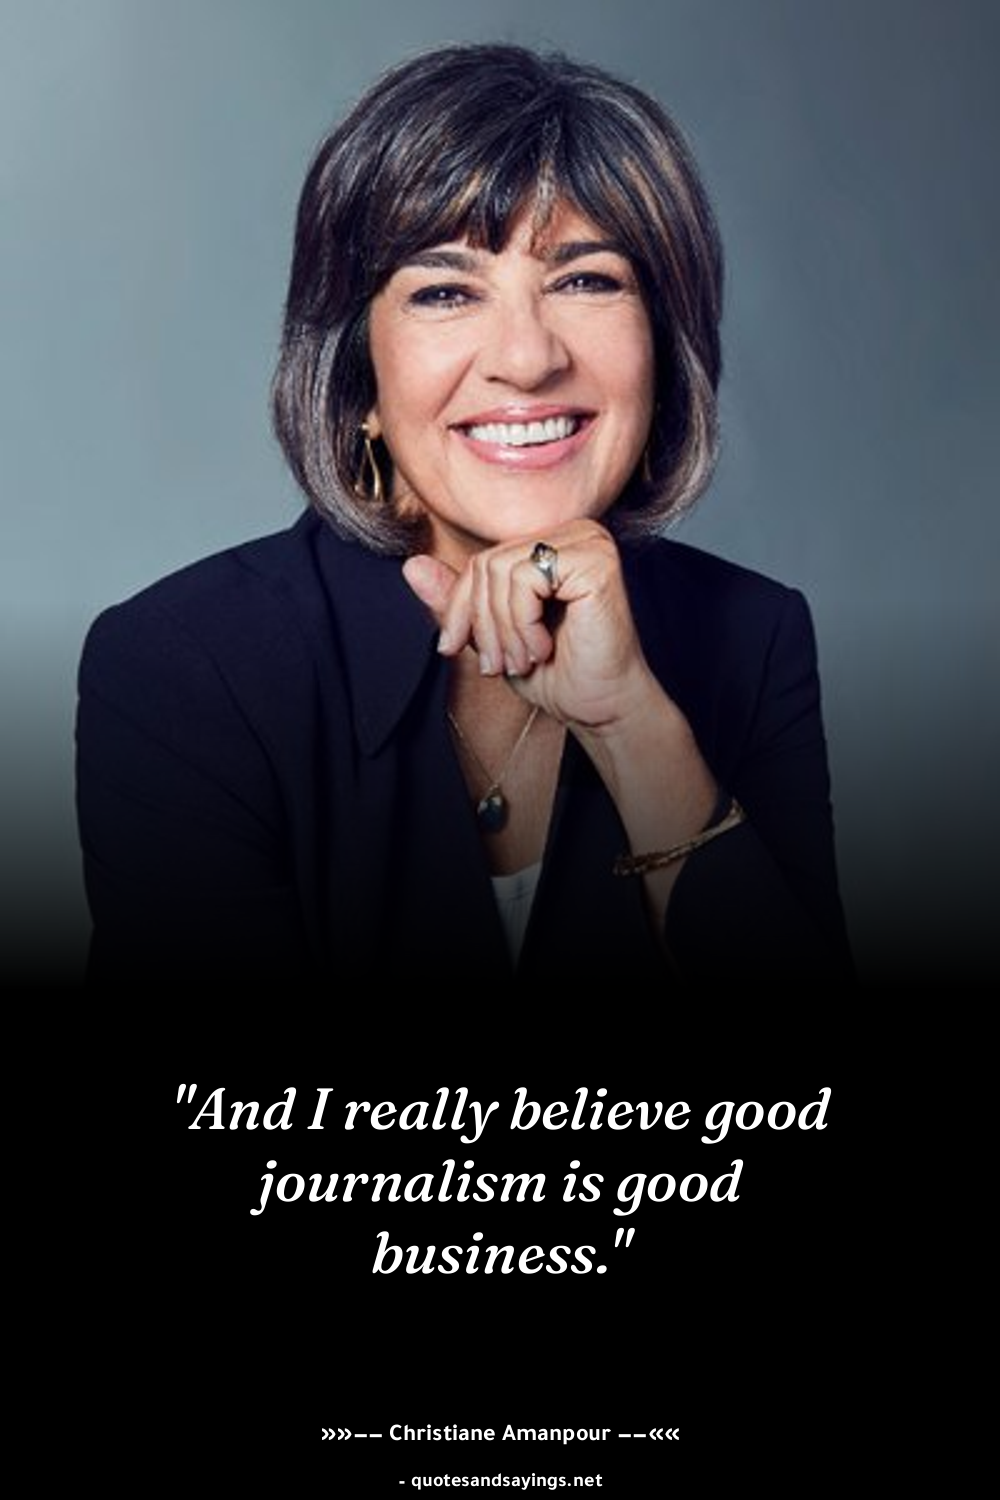 "And I really believe good
journalism is good
business."
»»−− Christiane Amanpour −−««
- quotesandsayings.net